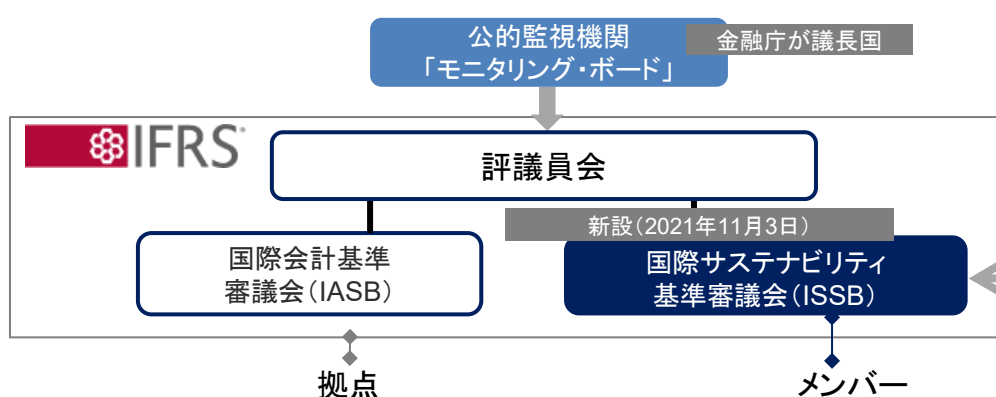 公的監視機関
「モニタリング・ボード」
金融庁が議長国
IFRS
評議員会
新設(2021年11月3日)
国際会計基準
審議会(IASB)
国際サステナビリティ
基準審議会(ISSB)
拠点
メンバー